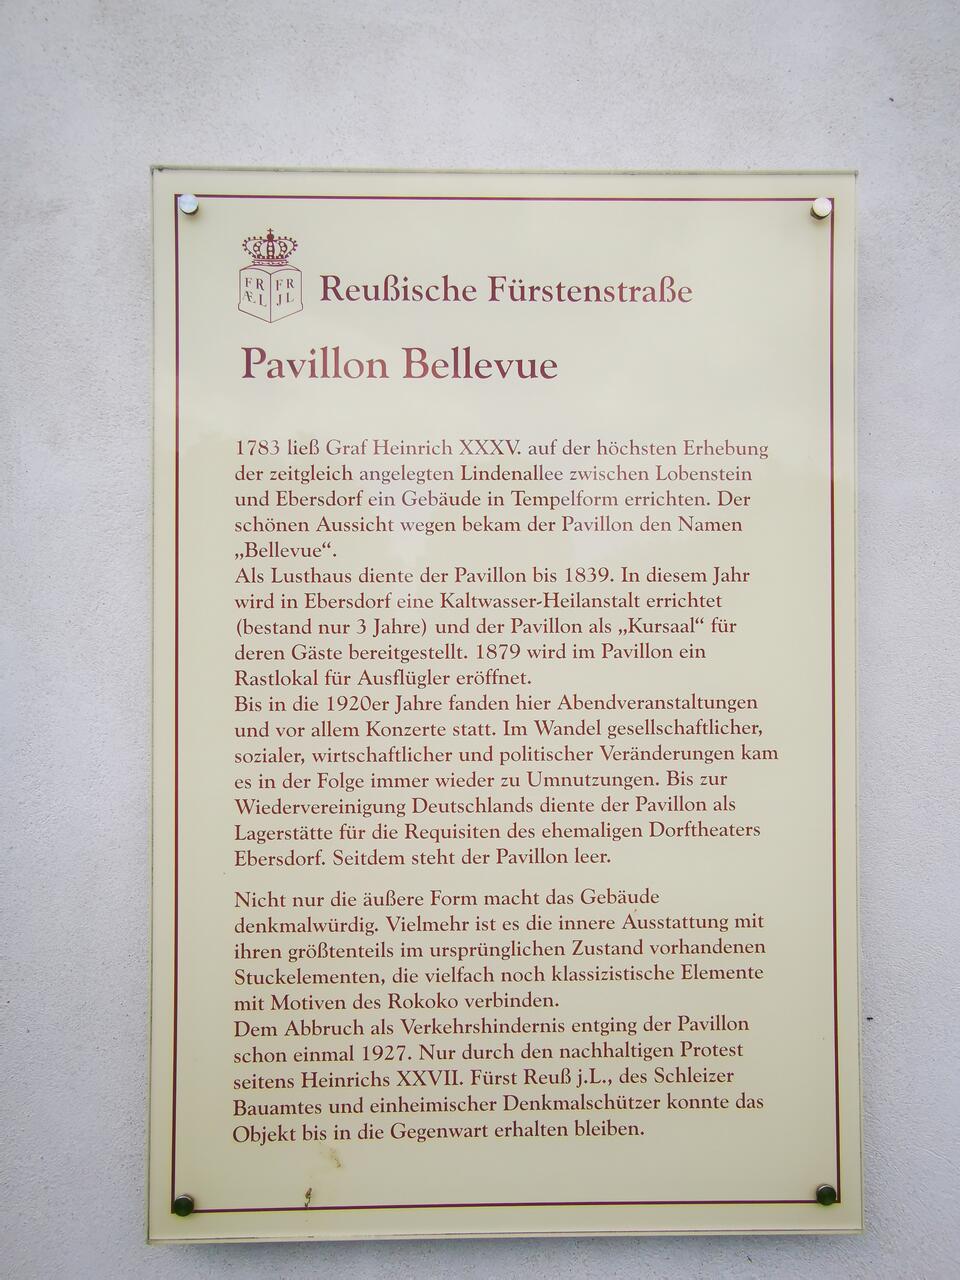 FR FR
ÆL JL
Reußische Fürstenstraße
Pavillon Bellevue
1783 ließ Graf Heinrich XXXV. auf der höchsten Erhebung
der zeitgleich angelegten Lindenallee zwischen Lobenstein
und Ebersdorf ein Gebäude in Tempelform errichten. Der
schönen Aussicht wegen bekam der Pavillon den Namen
„Bellevue“.
Als Lusthaus diente der Pavillon bis 1839. In diesem Jahr
wird in Ebersdorf eine Kaltwasser-Heilanstalt errichtet
(bestand nur 3 Jahre) und der Pavillon als „Kursaal“ für
deren Gäste bereitgestellt. 1879 wird im Pavillon ein
Rastlokal für Ausflügler eröffnet.
Bis in die 1920er Jahre fanden hier Abendveranstaltungen
und vor allem Konzerte statt. Im Wandel gesellschaftlicher,
sozialer, wirtschaftlicher und politischer Veränderungen kam
es in der Folge immer wieder zu Umnutzungen. Bis zur
Wiedervereinigung Deutschlands diente der Pavillon als
Lagerstätte für die Requisiten des ehemaligen Dorftheaters
Ebersdorf. Seitdem steht der Pavillon leer.
Nicht nur die äußere Form macht das Gebäude
denkmalwürdig. Vielmehr ist es die innere Ausstattung mit
ihren größtenteils im ursprünglichen Zustand vorhandenen
Stuckelementen, die vielfach noch klassizistische Elemente
mit Motiven des Rokoko verbinden.
Dem Abbruch als Verkehrshindernis entging der Pavillon
schon einmal 1927. Nur durch den nachhaltigen Protest
seitens Heinrichs XXVII. Fürst Reuß j.L., des Schleizer
Bauamtes und einheimischer Denkmalschützer konnte das
Objekt bis in die Gegenwart erhalten bleiben.